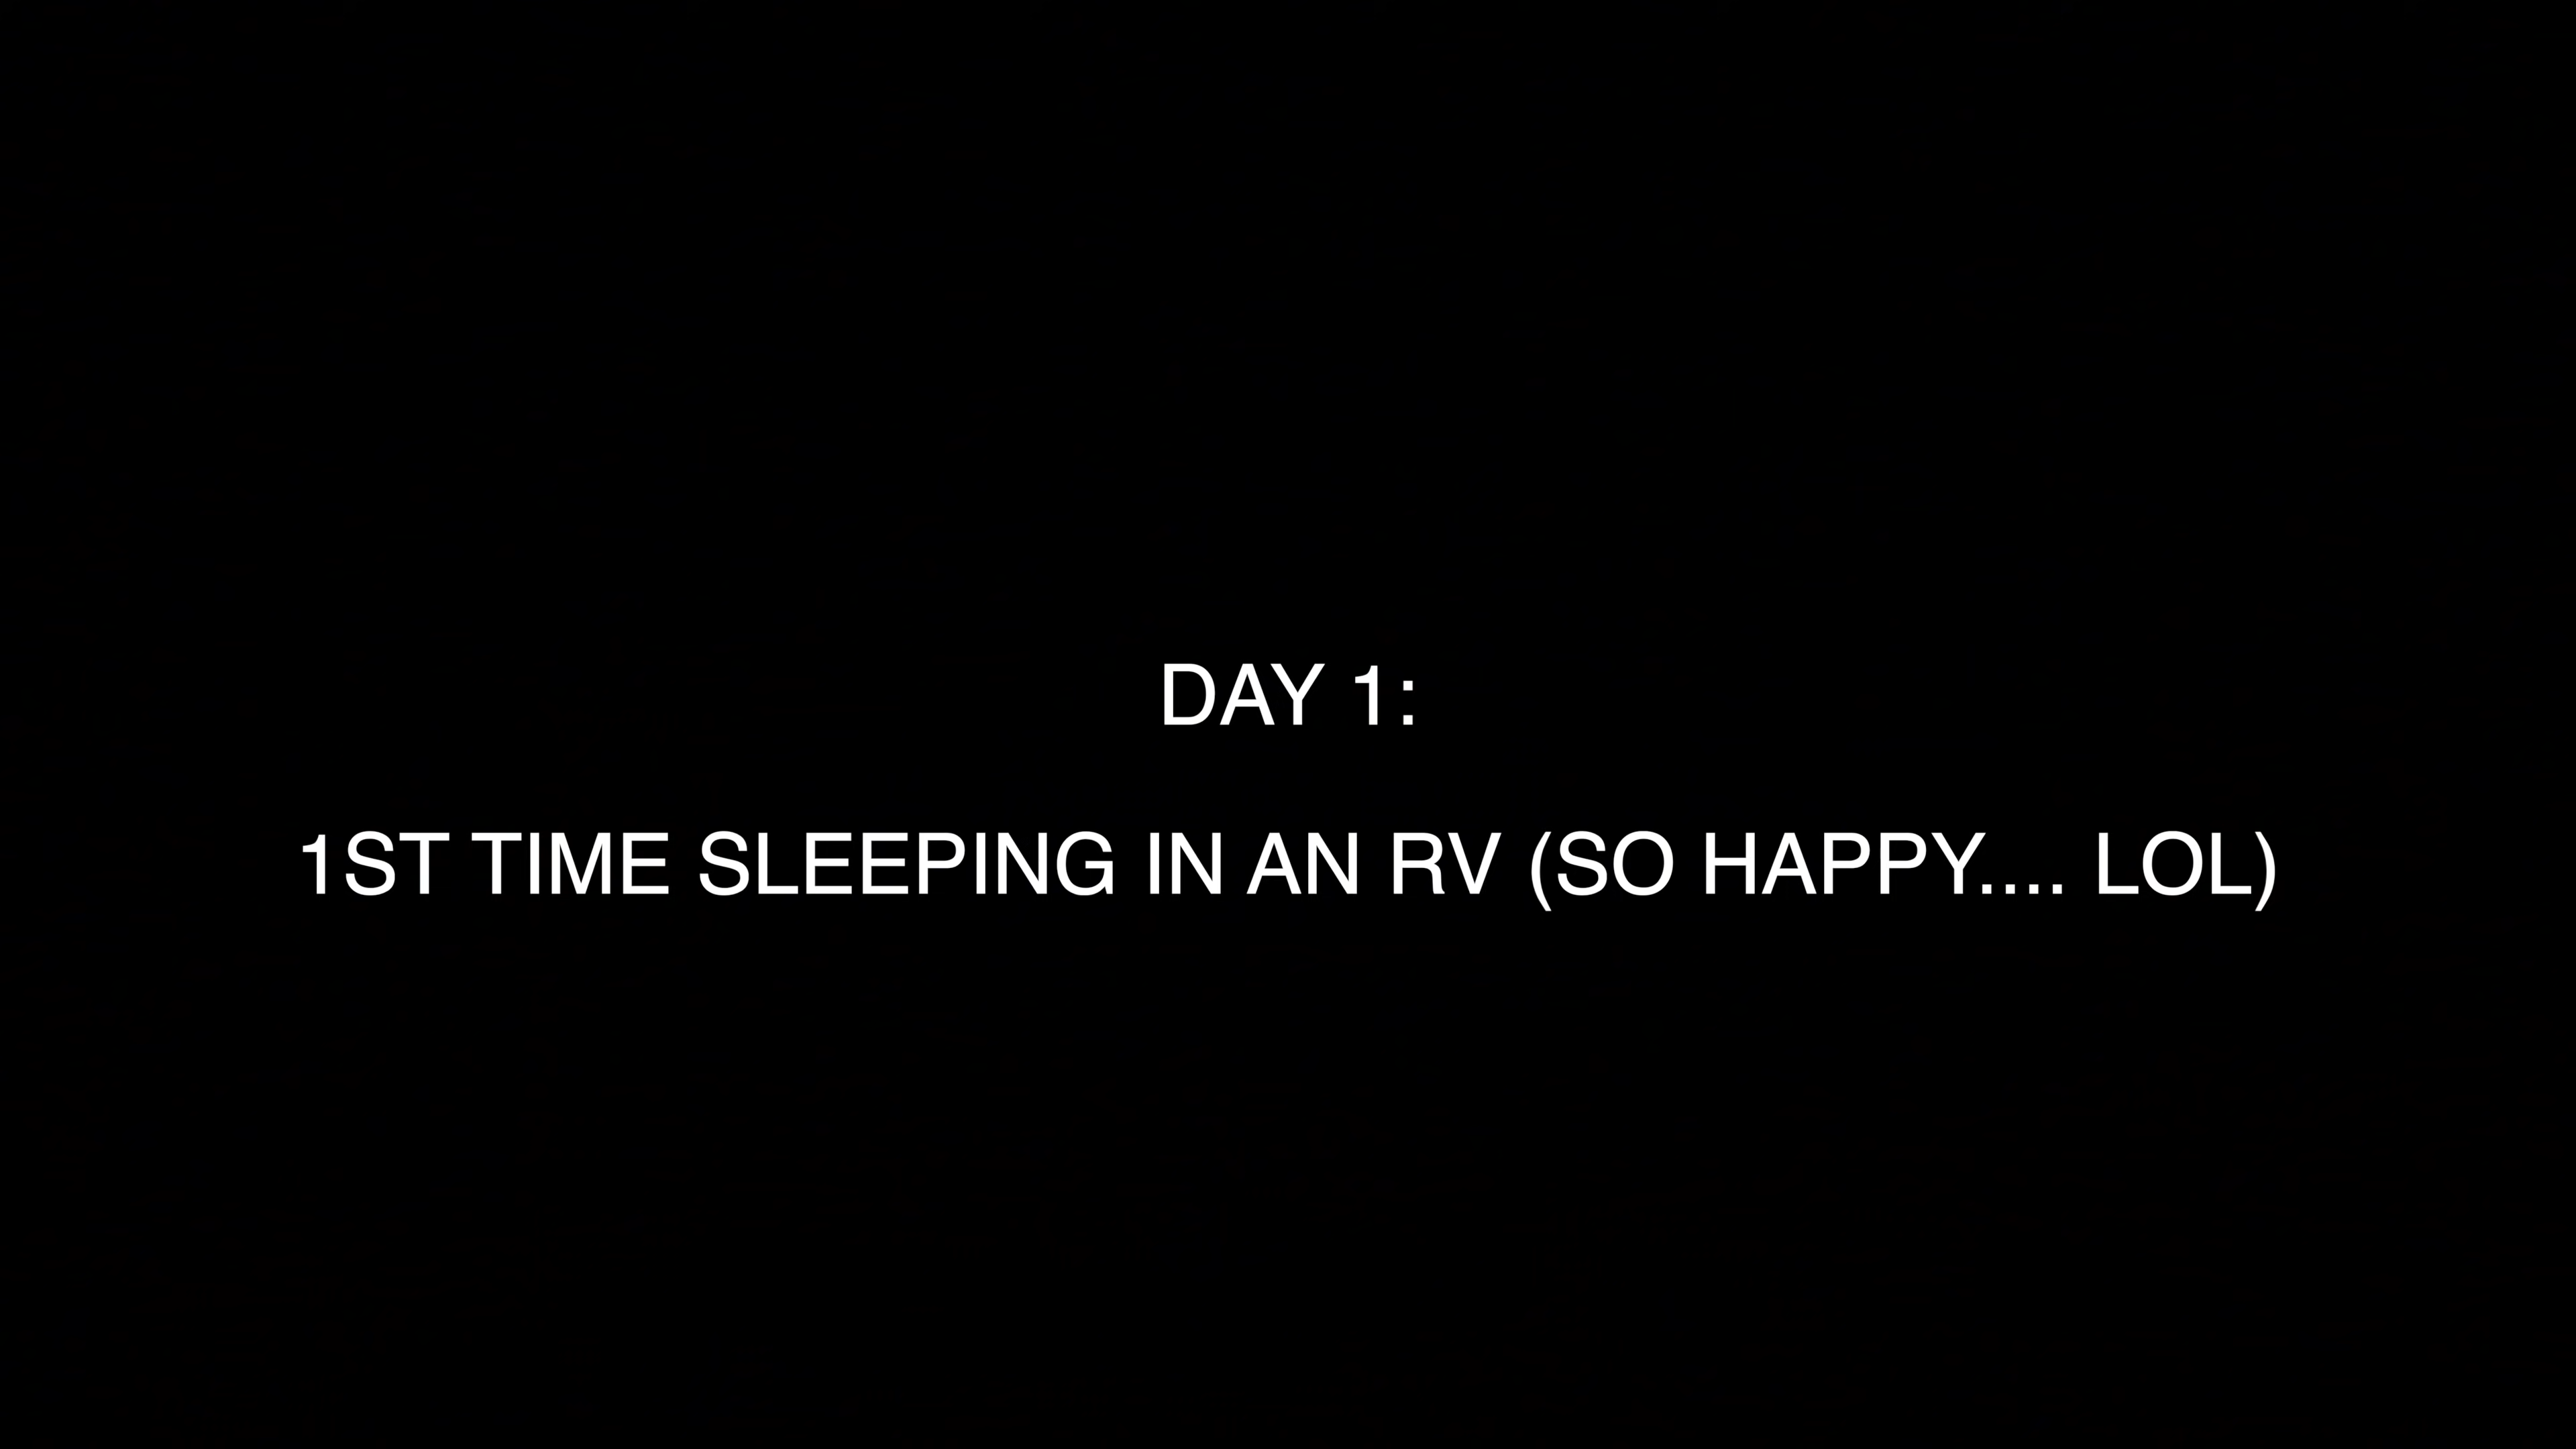 DAY 1:
1ST TIME SLEEPING IN AN RV (SO HAPPY.... LOL)